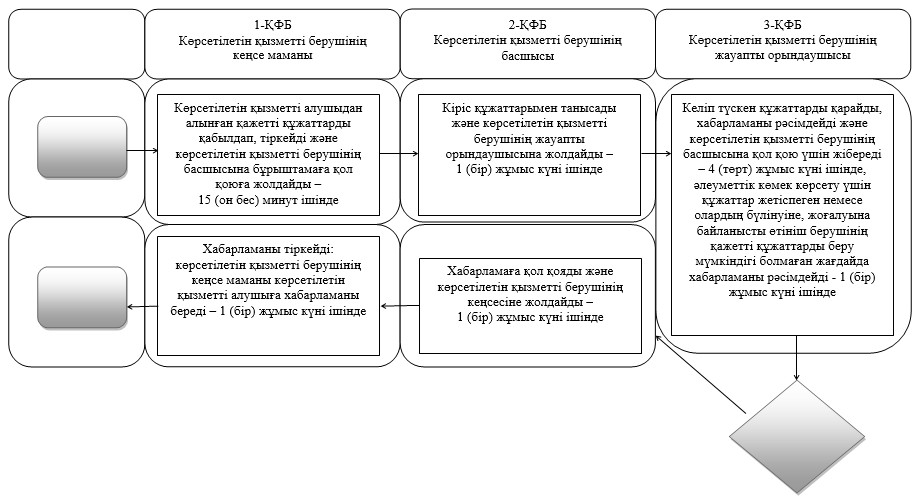 1-ҚФБ
Көрсетілетін қызметті берушінің
кеңсе маманы
2-ҚФБ
Көрсетілетін қызметті берушінің
басшысы
3-ҚФБ
Көрсетілетін қызметті берушінің
жауапты орындаушысы
Көрсетілетін қызметті алушыдан
алынған қажетті құжаттарды
қабылдап, тіркейді және
көрсетілетін қызметті берушінің
басшысына бұрыштамаға қол
қоюға жолдайды –
15 (он бес) минут ішінде
Кіріс құжаттарымен танысады
және көрсетілетін қызметті
берушінің жауапты
орындаушысына жолдайды –
1 (бір) жұмыс күні ішінде
Келіп түскен құжаттарды қарайды,
хабарламаны рәсімдейді және
көрсетілетін қызметті берушінің
басшысына қол қою үшін жібереді
– 4 (төрт) жұмыс күні ішінде,
әлеуметтік көмек көрсету үшін
құжаттар жетіспеген немесе
олардың бүлінуіне, жоғалуына
байланысты өтініш берушінің
қажетті құжаттарды беру
мүмкіндігі болмаған жағдайда
хабарламаны рәсімдейді - 1 (бір)
жұмыс күні ішінде
Хабарламаны тіркейді:
көрсетілетін қызметті берушінің
кеңсе маманы көрсетілетін
қызметті алушыға хабарламаны
береді – 1 (бір) жұмыс күні ішінде
Хабарламаға қол қояды және
көрсетілетін қызметті берушінің
кеңсесіне жолдайды –
1 (бір) жұмыс күні ішінде